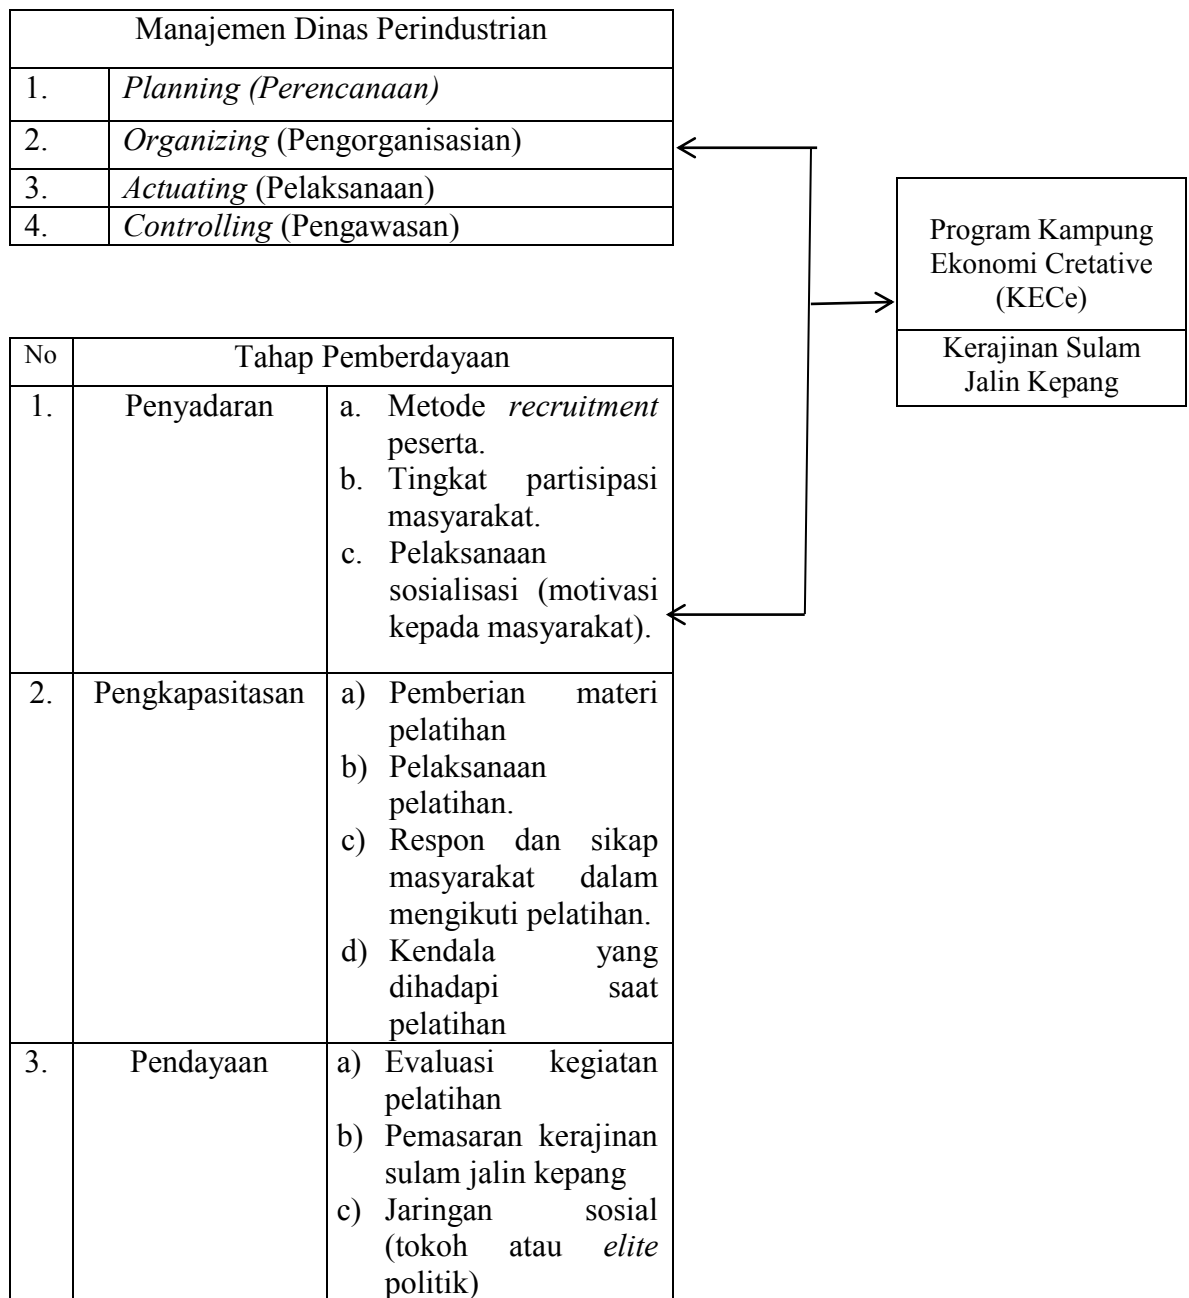 Manajemen Dinas Perindustrian
1. Planning (Perencanaan)
2. Organizing (Pengorganisasian)
3. Actuating (Pelaksanaan)
4. Controlling (Pengawasan)
Program Kampung
Ekonomi Cretative
(KECe)
Kerajinan Sulam
Jalin Kepang
No Tahap Pemberdayaan
1. Penyadaran a. Metode recruitment
peserta.
b. Tingkat partisipasi
masyarakat.
c. Pelaksanaan
sosialisasi (motivasi
kepada masyarakat).
2. Pengkapasitasan a) Pemberian materi
pelatihan
b) Pelaksanaan
pelatihan.
c) Respon dan sikap
masyarakat dalam
mengikuti pelatihan.
d) Kendala yang
dihadapi saat
pelatihan
3. Pendayaan a) Evaluasi kegiatan
pelatihan
b) Pemasaran kerajinan
sulam jalin kepang
c) Jaringan sosial
(tokoh atau elite
politik)